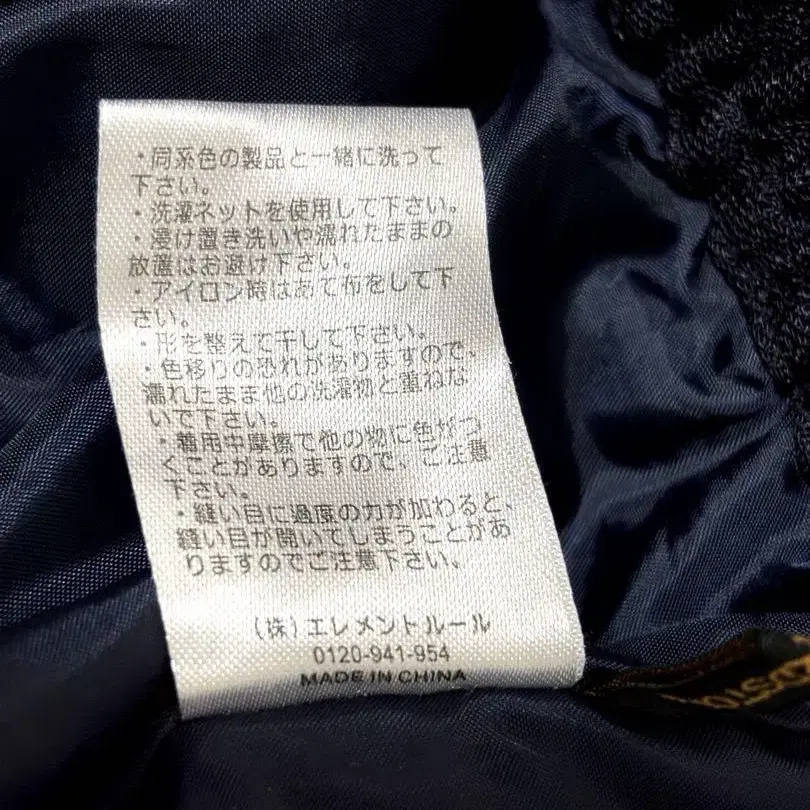 ・同系色の製品と一緒に洗って
下さい。
・洗濯ネットを使用して下さい。
・浸け置き洗いや濡れたままの
放置はお避け下さい。
・アイロン時はあて布をして下
さい。
・形を整えて干して下さい。
・色移りの恐れがありますので、
濡れたまま他の洗濯物と重ねな
いで下さい。
・着用中摩擦で他の物に色がつ
くことがありますので、ご注意
下さい。
・縫い目に過度の力が加わると、
縫い目が開いてしまうことがあ
りますのでご注意下さい。
(株)エレメントルール
0120-941-954
MADE IN CHINA